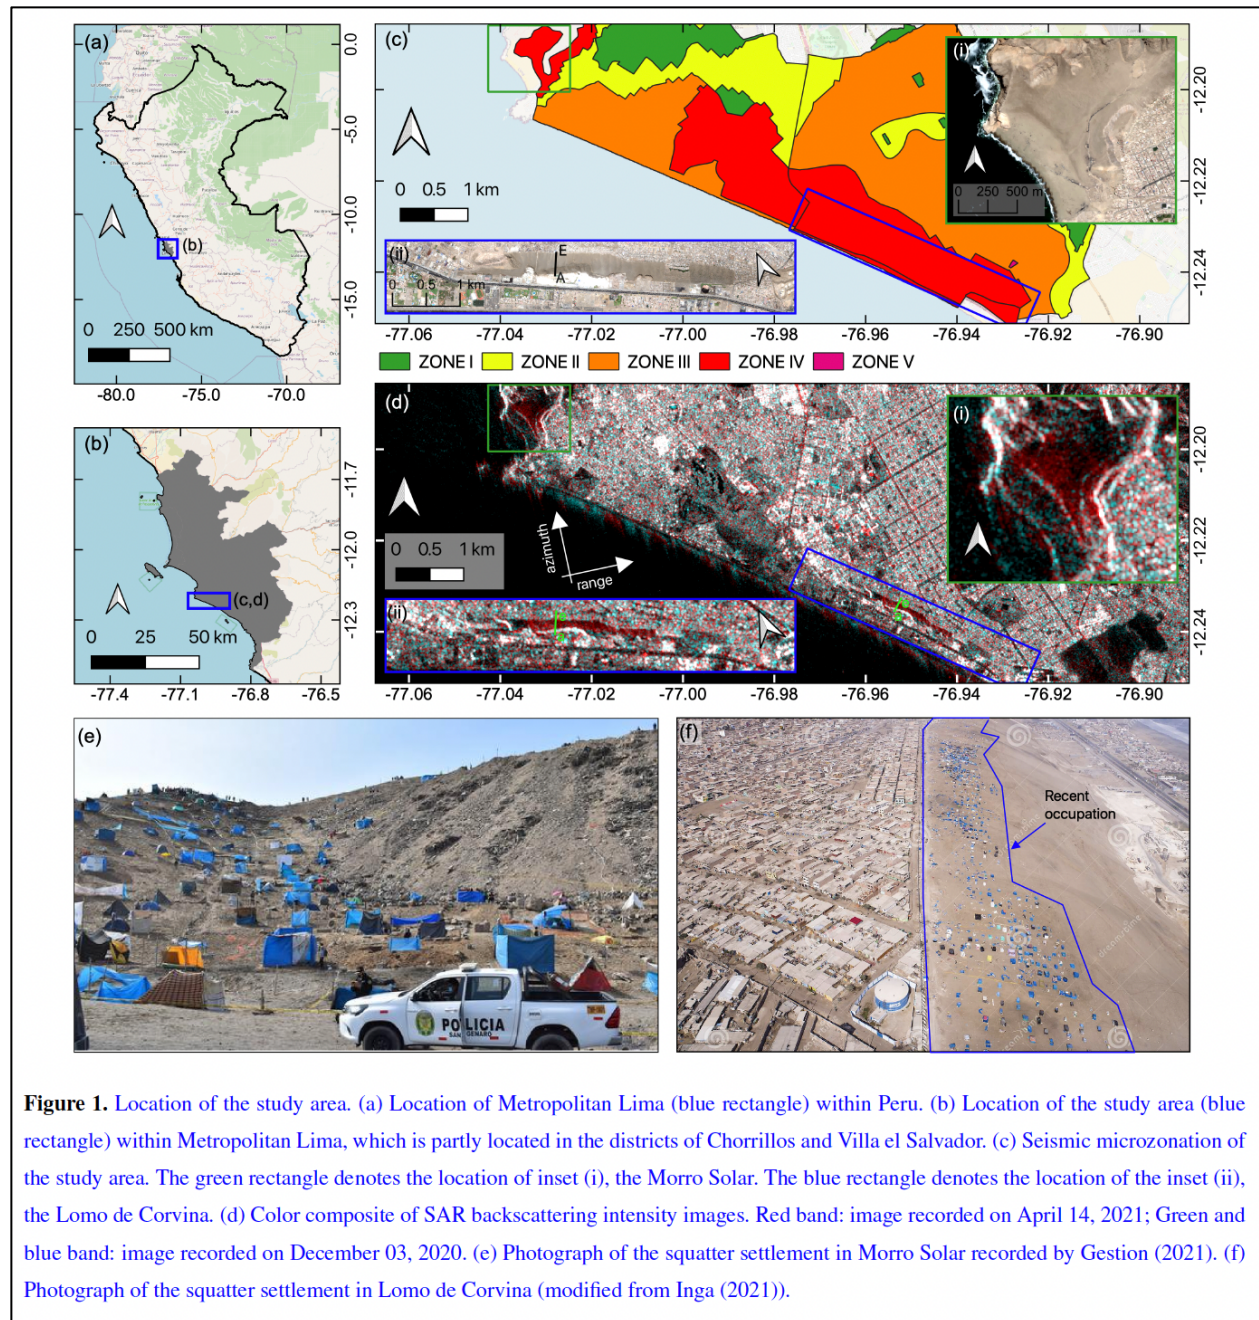 (a)
0.0
-5.0
-10.0
-15.0
(b)
0 250 500 km
-80.0 -75.0 -70.0
(b)
-11.7
-12.0
-12.3
(c,d)
0 25 50 km
-77.4 -77.1 -76.8 -76.5
(c)
(i)
0 250 500 m
0 0.5 1 km
(ii)
E
A
0 0.5 1 km
-12.20
-12.22
-12.24
-77.06 -77.04 -77.02 -77.00 -76.98 -76.96 -76.94 -76.92 -76.90
ZONE I ZONE II ZONE III ZONE IV ZONE V
(d)
(i)
0 0.5 1 km
azimuth
range
(ii)
-12.20
-12.22
-12.24
-77.06 -77.04 -77.02 -77.00 -76.98 -76.96 -76.94 -76.92 -76.90
(e)
POLICIA
(f)
Recent
occupation
Figure 1. Location of the study area. (a) Location of Metropolitan Lima (blue rectangle) within Peru. (b) Location of the study area (blue
rectangle) within Metropolitan Lima, which is partly located in the districts of Chorrillos and Villa el Salvador. (c) Seismic microzonation of
the study area. The green rectangle denotes the location of inset (i), the Morro Solar. The blue rectangle denotes the location of the inset (ii),
the Lomo de Corvina. (d) Color composite of SAR backscattering intensity images. Red band: image recorded on April 14, 2021; Green and
blue band: image recorded on December 03, 2020. (e) Photograph of the squatter settlement in Morro Solar recorded by Gestion (2021). (f)
Photograph of the squatter settlement in Lomo de Corvina (modified from Inga (2021)).